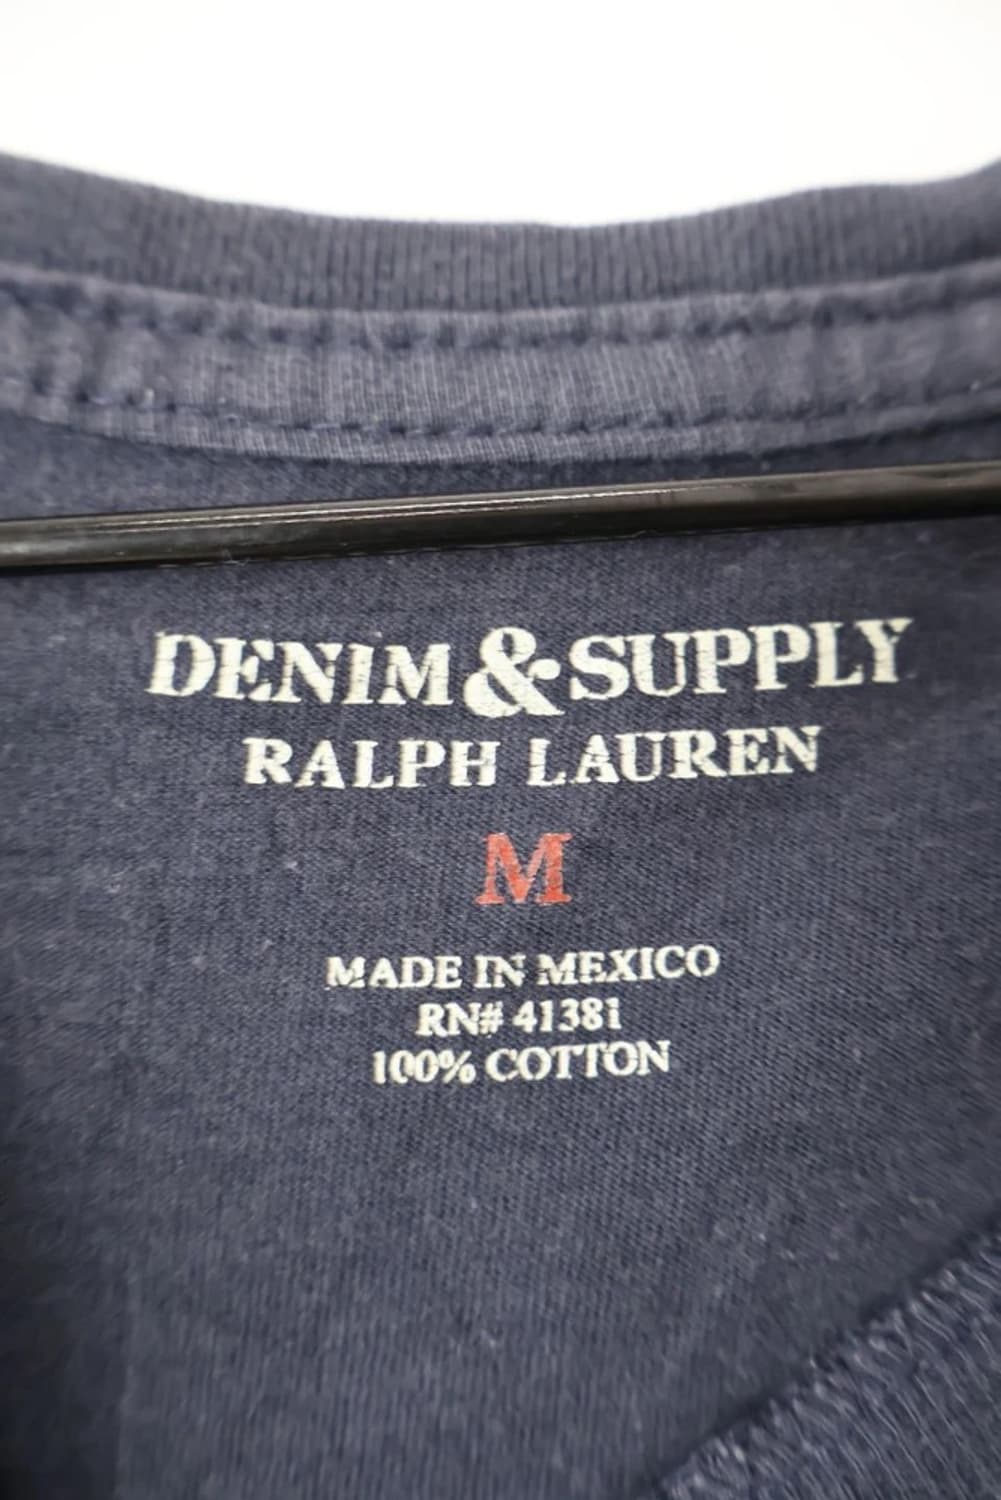 DENIM & SUPPLY
RALPH LAUREN
M
MADE IN MEXICO
RN# 41381
100% COTTON